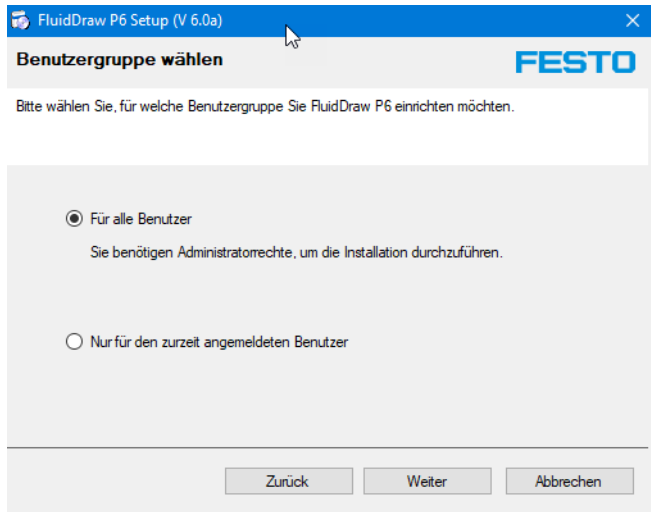 FluidDraw P6 Setup (V 6.0a)
Benutzergruppe wählen
FESTO
Bitte wählen Sie, für welche Benutzergruppe Sie FluidDraw P6 einrichten möchten.
Für alle Benutzer
Sie benötigen Administratorrechte, um die Installation durchzuführen.
Nur für den zurzeit angemeldeten Benutzer
Zurück
Weiter
Abbrechen